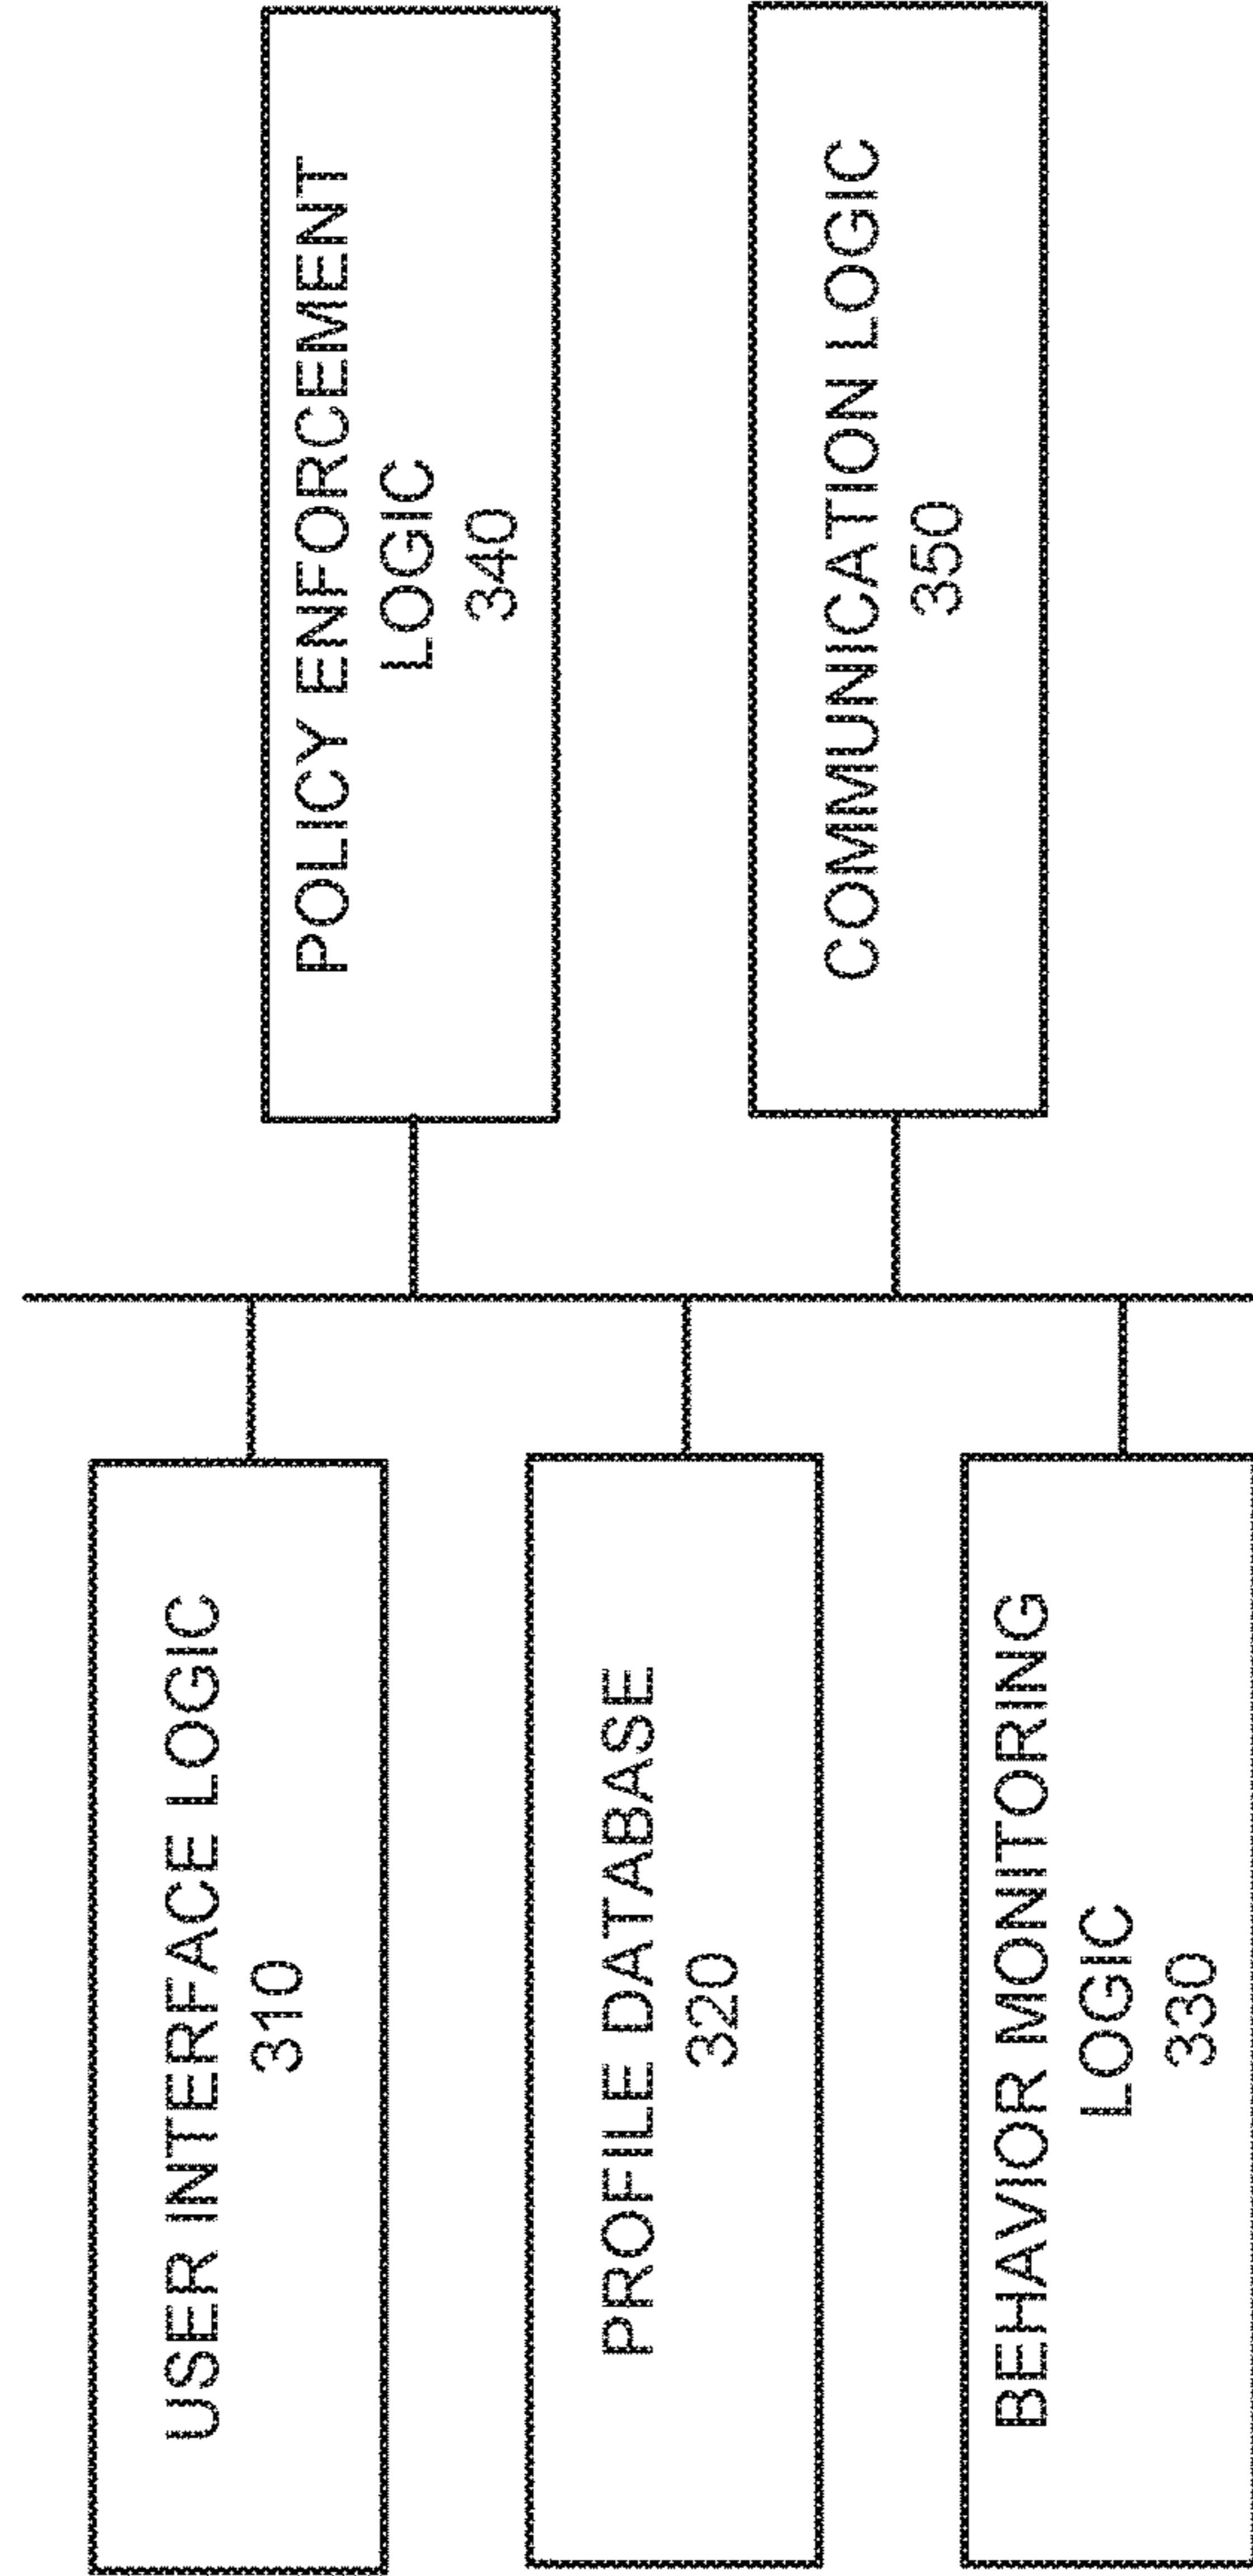 USER INTERFACE LOGIC
310
PROFILE DATABASE
320
BEHAVIOR MONITORING
LOGIC
330
POLICY ENFORCEMENT
LOGIC
340
COMMUNICATION LOGIC
350